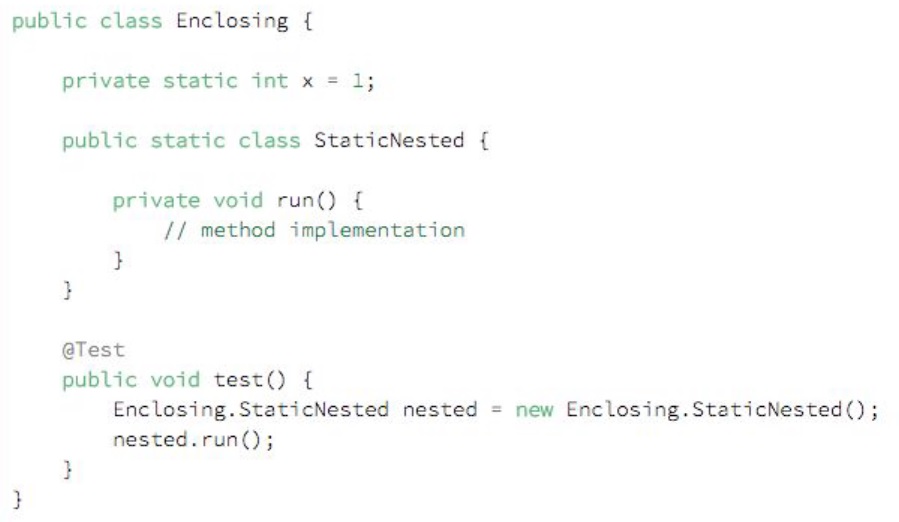 public class Enclosing {
private static int x = 1;
public static class StaticNested {
private void run() {
// method implementation
}
}
@Test
public void test() {
Enclosing.StaticNested nested = new Enclosing.StaticNested();
nested.run();
}
}